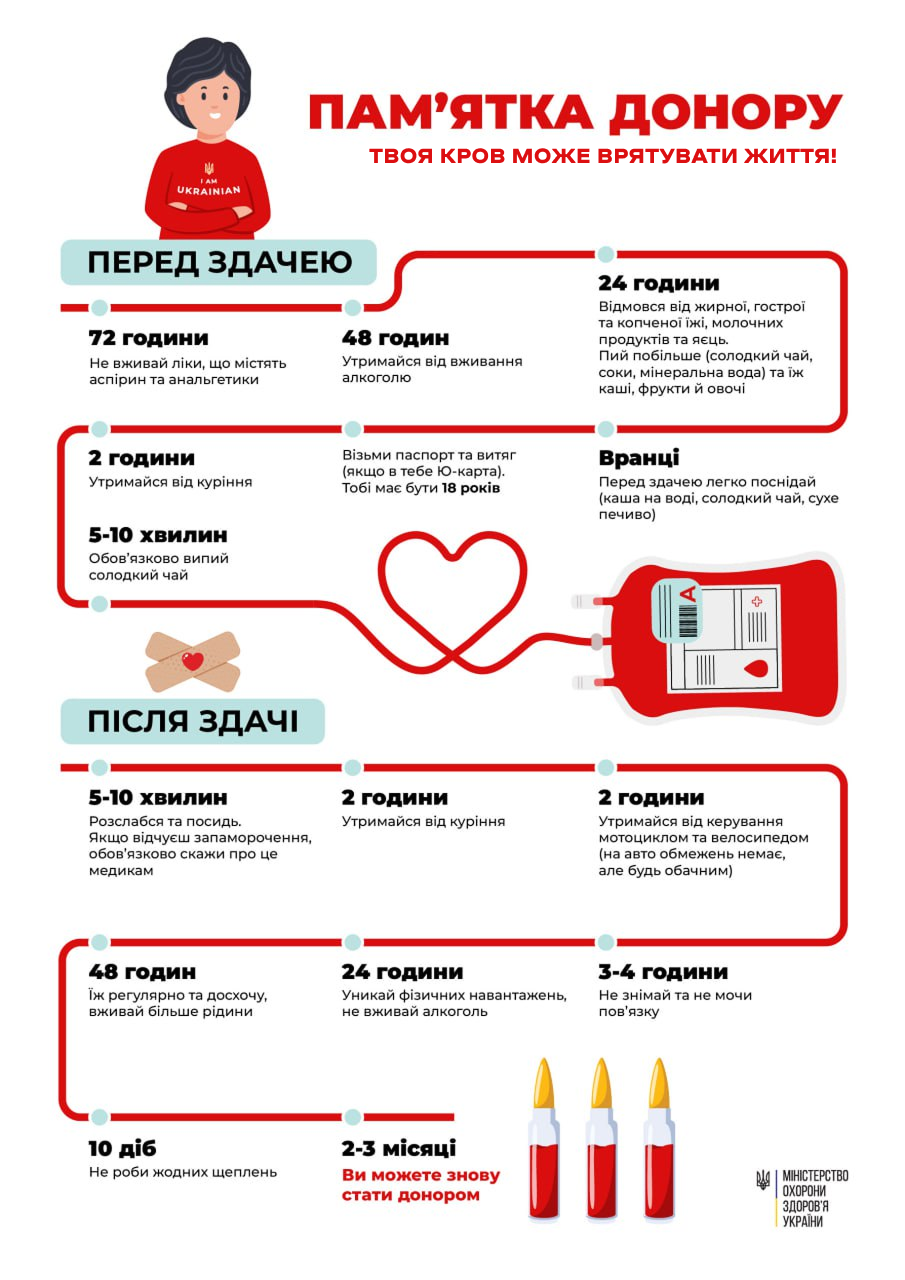 ПАМ’ЯТКА ДОНОРУ
ТВОЯ КРОВ МОЖЕ ВРЯТУВАТИ ЖИТТЯ!
I AM
UKRAINIAN
ПЕРЕД ЗДАЧЕЮ
72 години
Не вживай ліки, що містять
аспірин та анальгетики
48 годин
Утримайся від вживання
алкоголю
24 години
Відмовся від жирної, гострої
та копченої їжі, молочних
продуктів та яєць.
Пий побільше (солодкий чай,
соки, мінеральна вода) та їж
каші, фрукти й овочі
Вранці
Перед здачею легко поснідай
(каша на воді, солодкий чай, сухе
печиво)
Візьми паспорт та витяг
(якщо в тебе Ю-карта).
Тобі має бути 18 років
2 години
Утримайся від куріння
5-10 хвилин
Обов’язково випий
солодкий чай
A
ПІСЛЯ ЗДАЧІ
5-10 хвилин
Розслабся та посидь.
Якщо відчуєш запаморочення,
обов’язково скажи про це
медикам
2 години
Утримайся від куріння
2 години
Утримайся від керування
мотоциклом та велосипедом
(на авто обмежень немає,
але будь обачним)
3-4 години
Не знімай та не мочи
пов’язку
24 години
Уникай фізичних навантажень,
не вживай алкоголь
48 годин
Їж регулярно та досхочу,
вживай більше рідини
10 діб
Не роби жодних щеплень
2-3 місяці
Ви можете знову
стати донором
МІНІСТЕРСТВО
ОХОРОНИ
ЗДОРОВ’Я
УКРАЇНИ